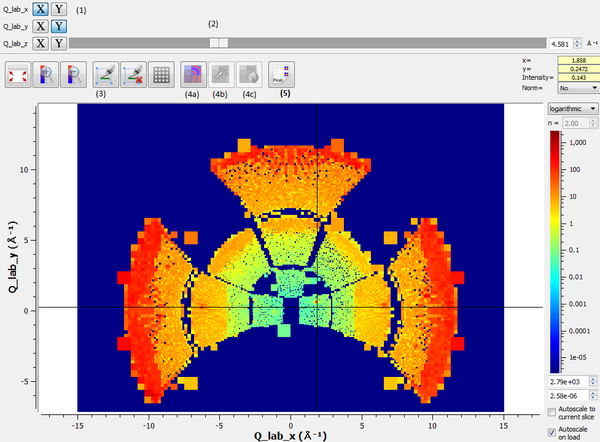 Q_lab_x X Y (1)
Q_lab_y X Y (2)
Q_lab_z X Y 4.581 Å⁻¹
x= 1.858
y= 0.2472
Intensity= 0.143
Norm= No
Peak
(3) (4a) (4b) (4c) (5)
logarithmic
n = 2.00
1,000
100
10
1
0.1
0.01
0.001
0.0001
1e-05
2.79e+03
2.58e-06
Autoscale to current slice
Autoscale on load
Q_lab_y (Å⁻¹)
10
5
0
-5
-15 -10 -5 0 5 10 15
Q_lab_x (Å⁻¹)